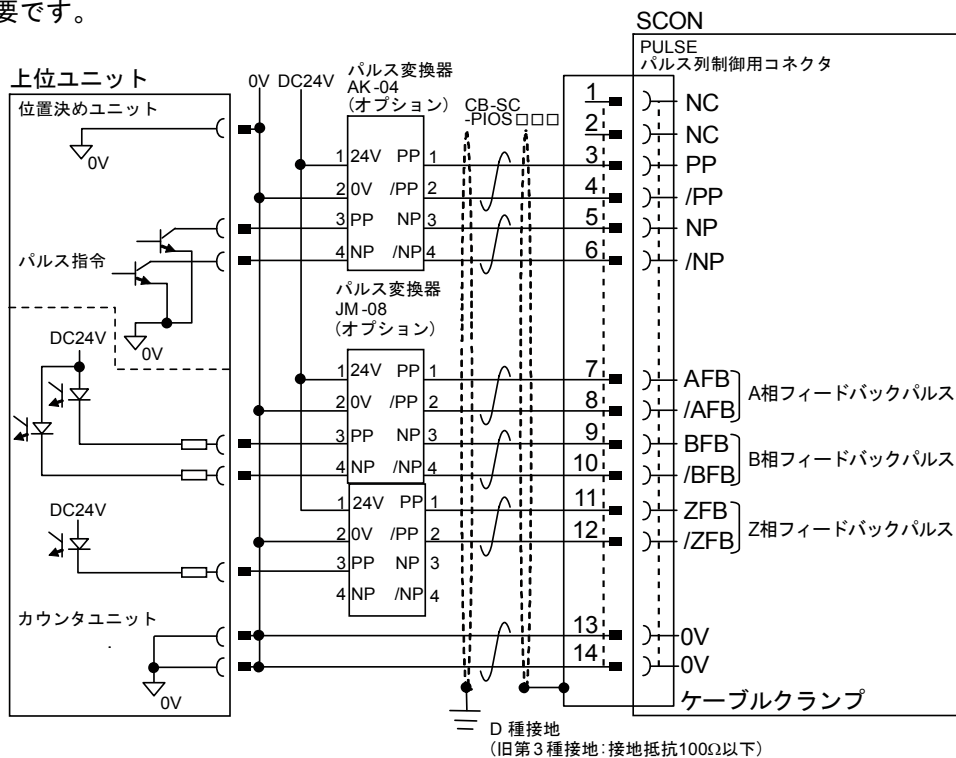 要です。
SCON
PULSE
パルス列制御用コネクタ
上位ユニット
位置決めユニット
0V
0V DC24V
パルス変換器
AK-04
(オプション)
CB-SC
-PIOS□□□
1 24V PP 1
2 0V /PP 2
3 PP NP 3
4 NP /NP 4
パルス指令
0V
DC24V
パルス変換器
JM-08
(オプション)
1 24V PP 1
2 0V /PP 2
3 PP NP 3
4 NP /NP 4
1 24V PP 1
2 0V /PP 2
3 PP NP 3
4 NP /NP 4
DC24V
カウンタユニット
0V
1 NC
2 NC
3 PP
4 /PP
5 NP
6 /NP
7 AFB
8 /AFB
A相フィードバックパルス
9 BFB
10 /BFB
B相フィードバックパルス
11 ZFB
12 /ZFB
Z相フィードバックパルス
13 0V
14 0V
ケーブルクランプ
D 種接地
(旧第3種接地:接地抵抗100Ω以下)